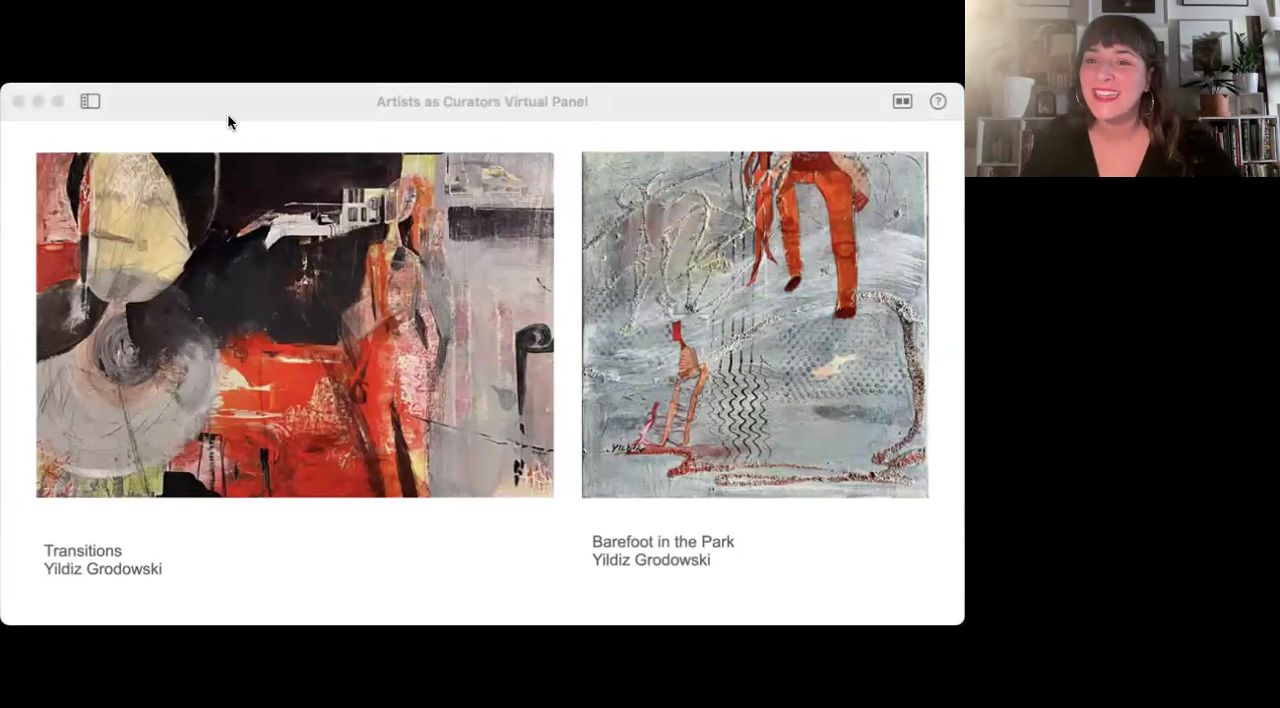 Artists as Curators Virtual Panel
Transitions
Yildiz Grodowski
Barefoot in the Park
Yildiz Grodowski